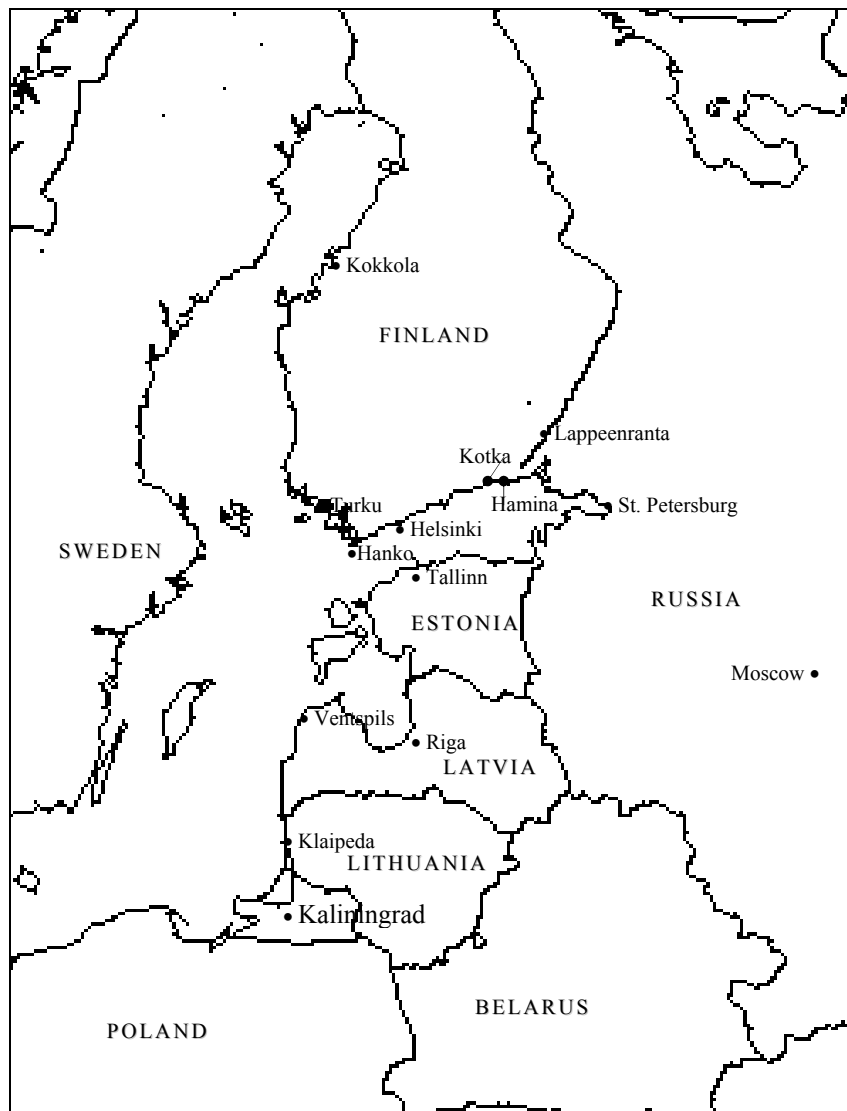 Kokkola
FINLAND
Lappeenranta
Kotka
Turku
Hamina
St. Petersburg
Helsinki
SWEDEN
Hanko
Tallinn
RUSSIA
ESTONIA
Moscow
Ventspils
Riga
LATVIA
Klaipeda
LITHUANIA
Kaliningrad
BELARUS
POLAND